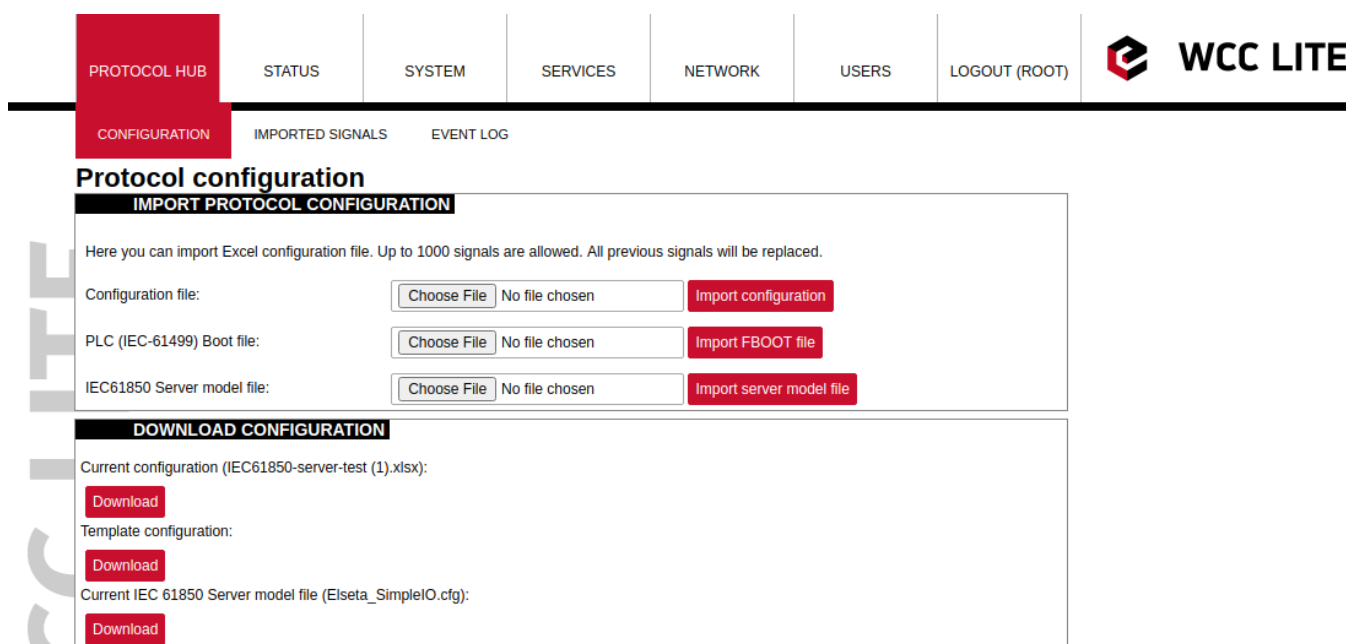 PROTOCOL HUB STATUS SYSTEM SERVICES NETWORK USERS LOGOUT (ROOT) WCC LITE
CONFIGURATION IMPORTED SIGNALS EVENT LOG
Protocol configuration
IMPORT PROTOCOL CONFIGURATION
Here you can import Excel configuration file. Up to 1000 signals are allowed. All previous signals will be replaced.
Configuration file: Choose File No file chosen Import configuration
PLC (IEC-61499) Boot file: Choose File No file chosen Import FBOOT file
IEC61850 Server model file: Choose File No file chosen Import server model file
DOWNLOAD CONFIGURATION
Current configuration (IEC61850-server-test (1).xlsx):
Download
Template configuration:
Download
Current IEC 61850 Server model file (Elseta_SimpleIO.cfg):
Download
CC LITE